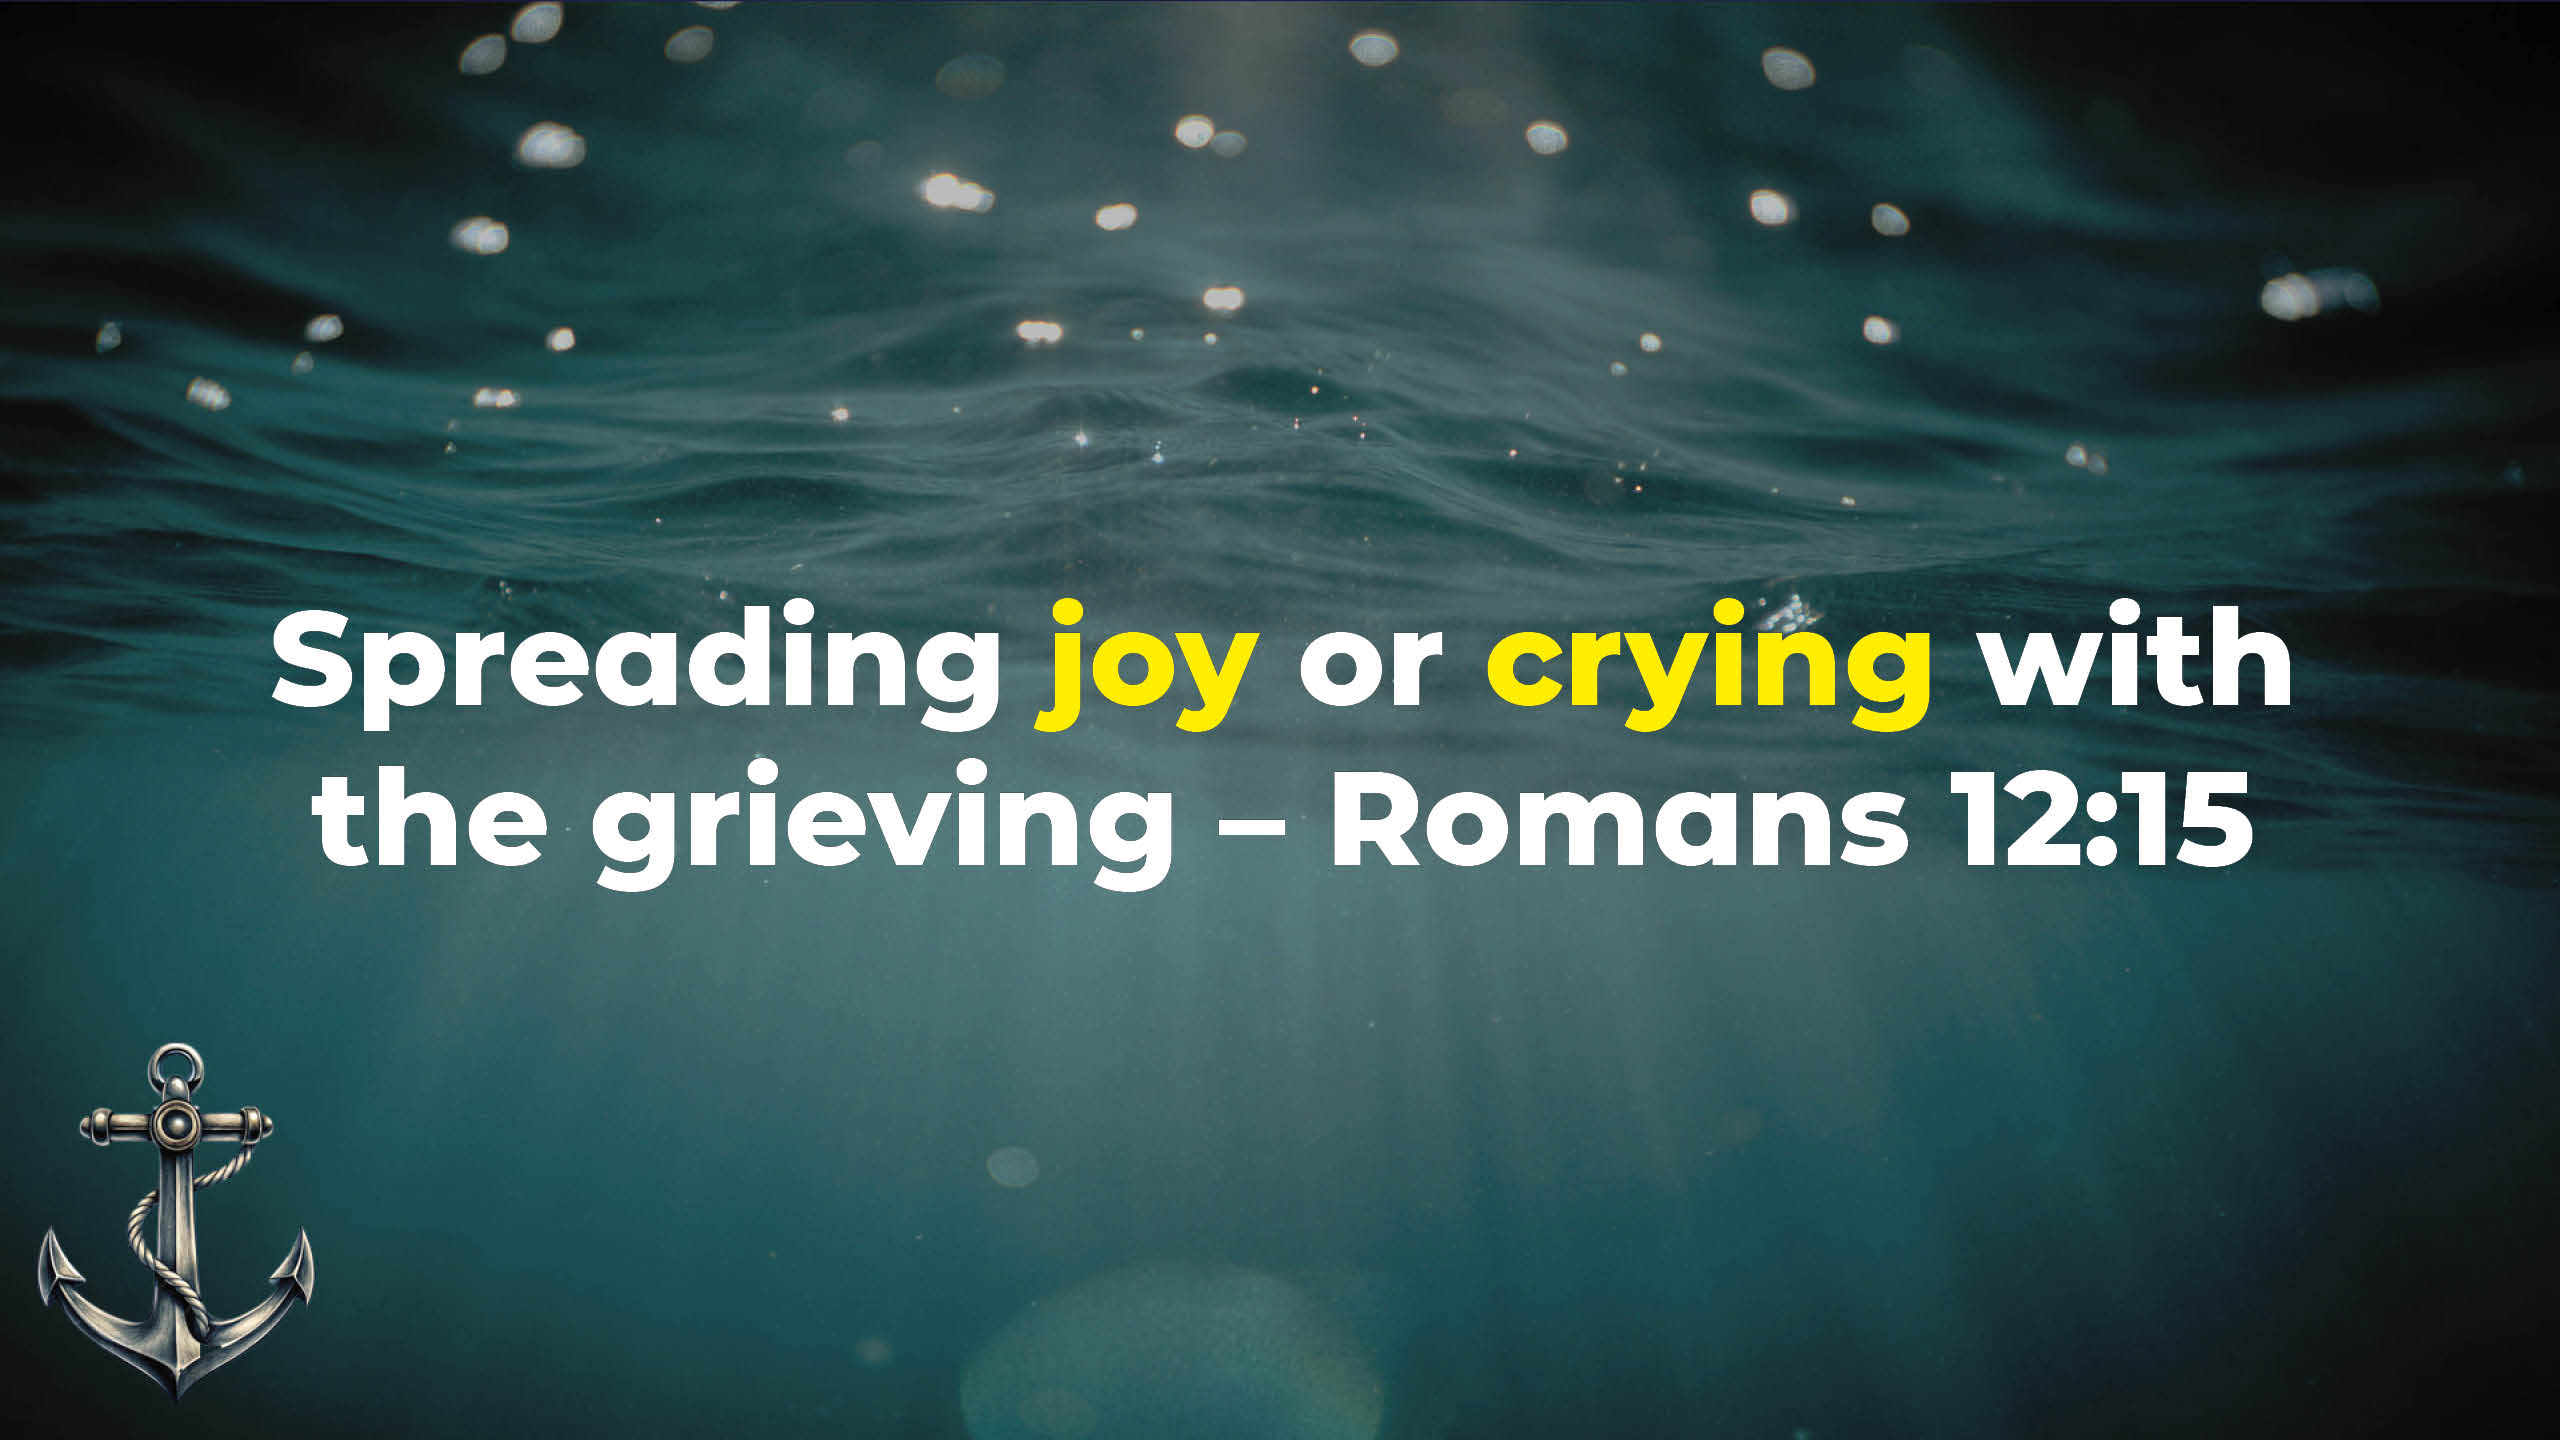 Spreading joy or crying with
the grieving – Romans 12:15